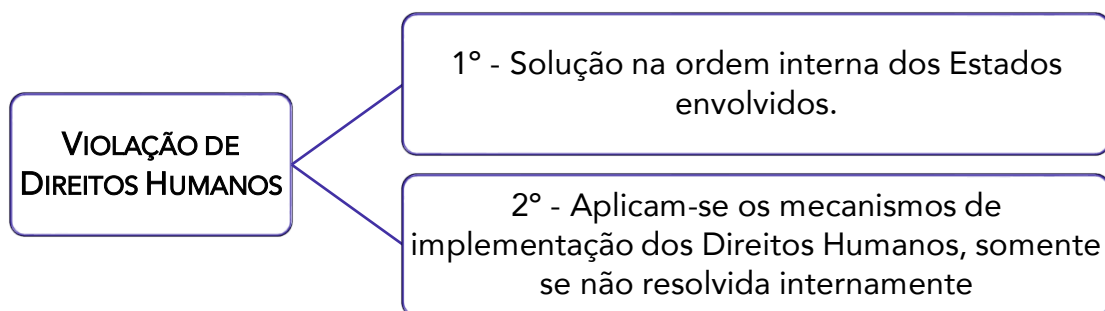 VIOLAÇÃO DE
DIREITOS HUMANOS
1° - Solução na ordem interna dos Estados
envolvidos.
2° - Aplicam-se os mecanismos de
implementação dos Direitos Humanos, somente
se não resolvida internamente